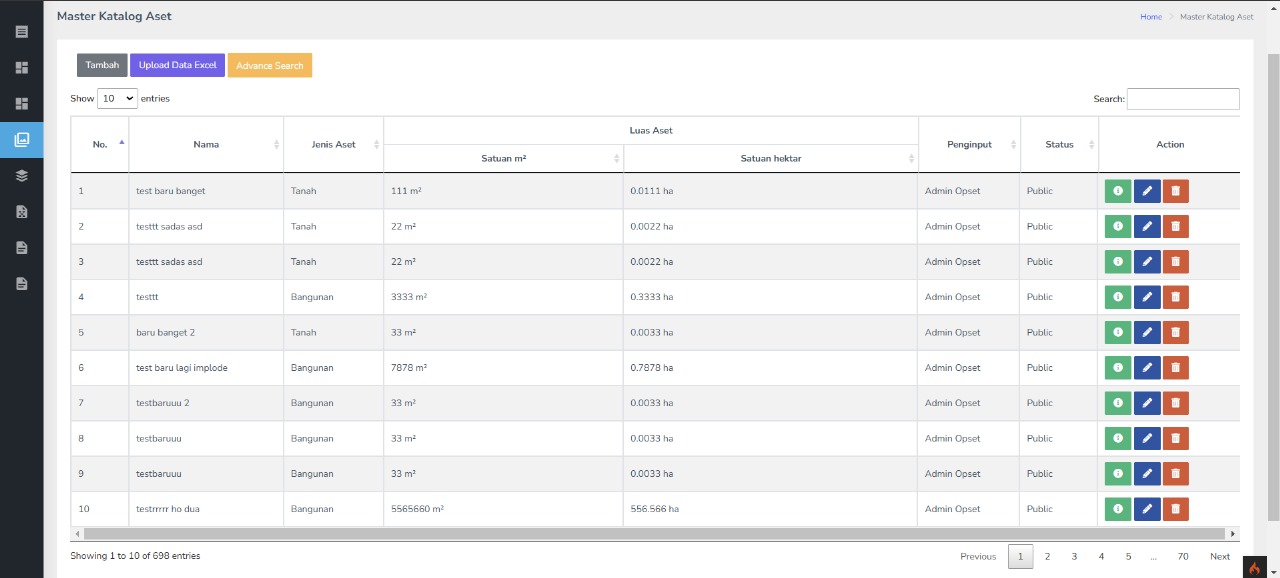 Master Katalog Aset
Home > Master Katalog Aset
Tambah Upload Data Excel Advance Search
Show 10 entries Search:
No. Nama Jenis Aset Luas Aset Penginput Status Action
Satuan m² Satuan hektar
1 test baru banget Tanah 111 m² 0.0111 ha Admin Opset Public
2 testtt sadas asd Tanah 22 m² 0.0022 ha Admin Opset Public
3 testtt sadas asd Tanah 22 m² 0.0022 ha Admin Opset Public
4 testtt Bangunan 3333 m² 0.3333 ha Admin Opset Public
5 baru banget 2 Tanah 33 m² 0.0033 ha Admin Opset Public
6 test baru lagi implode Bangunan 7878 m² 0.7878 ha Admin Opset Public
7 testbaruuu 2 Bangunan 33 m² 0.0033 ha Admin Opset Public
8 testbaruuu Bangunan 33 m² 0.0033 ha Admin Opset Public
9 testbaruuu Bangunan 33 m² 0.0033 ha Admin Opset Public
10 testrrrrr ho dua Bangunan 5565660 m² 556.566 ha Admin Opset Public
Showing 1 to 10 of 698 entries Previous 1 2 3 4 5 ... 70 Next